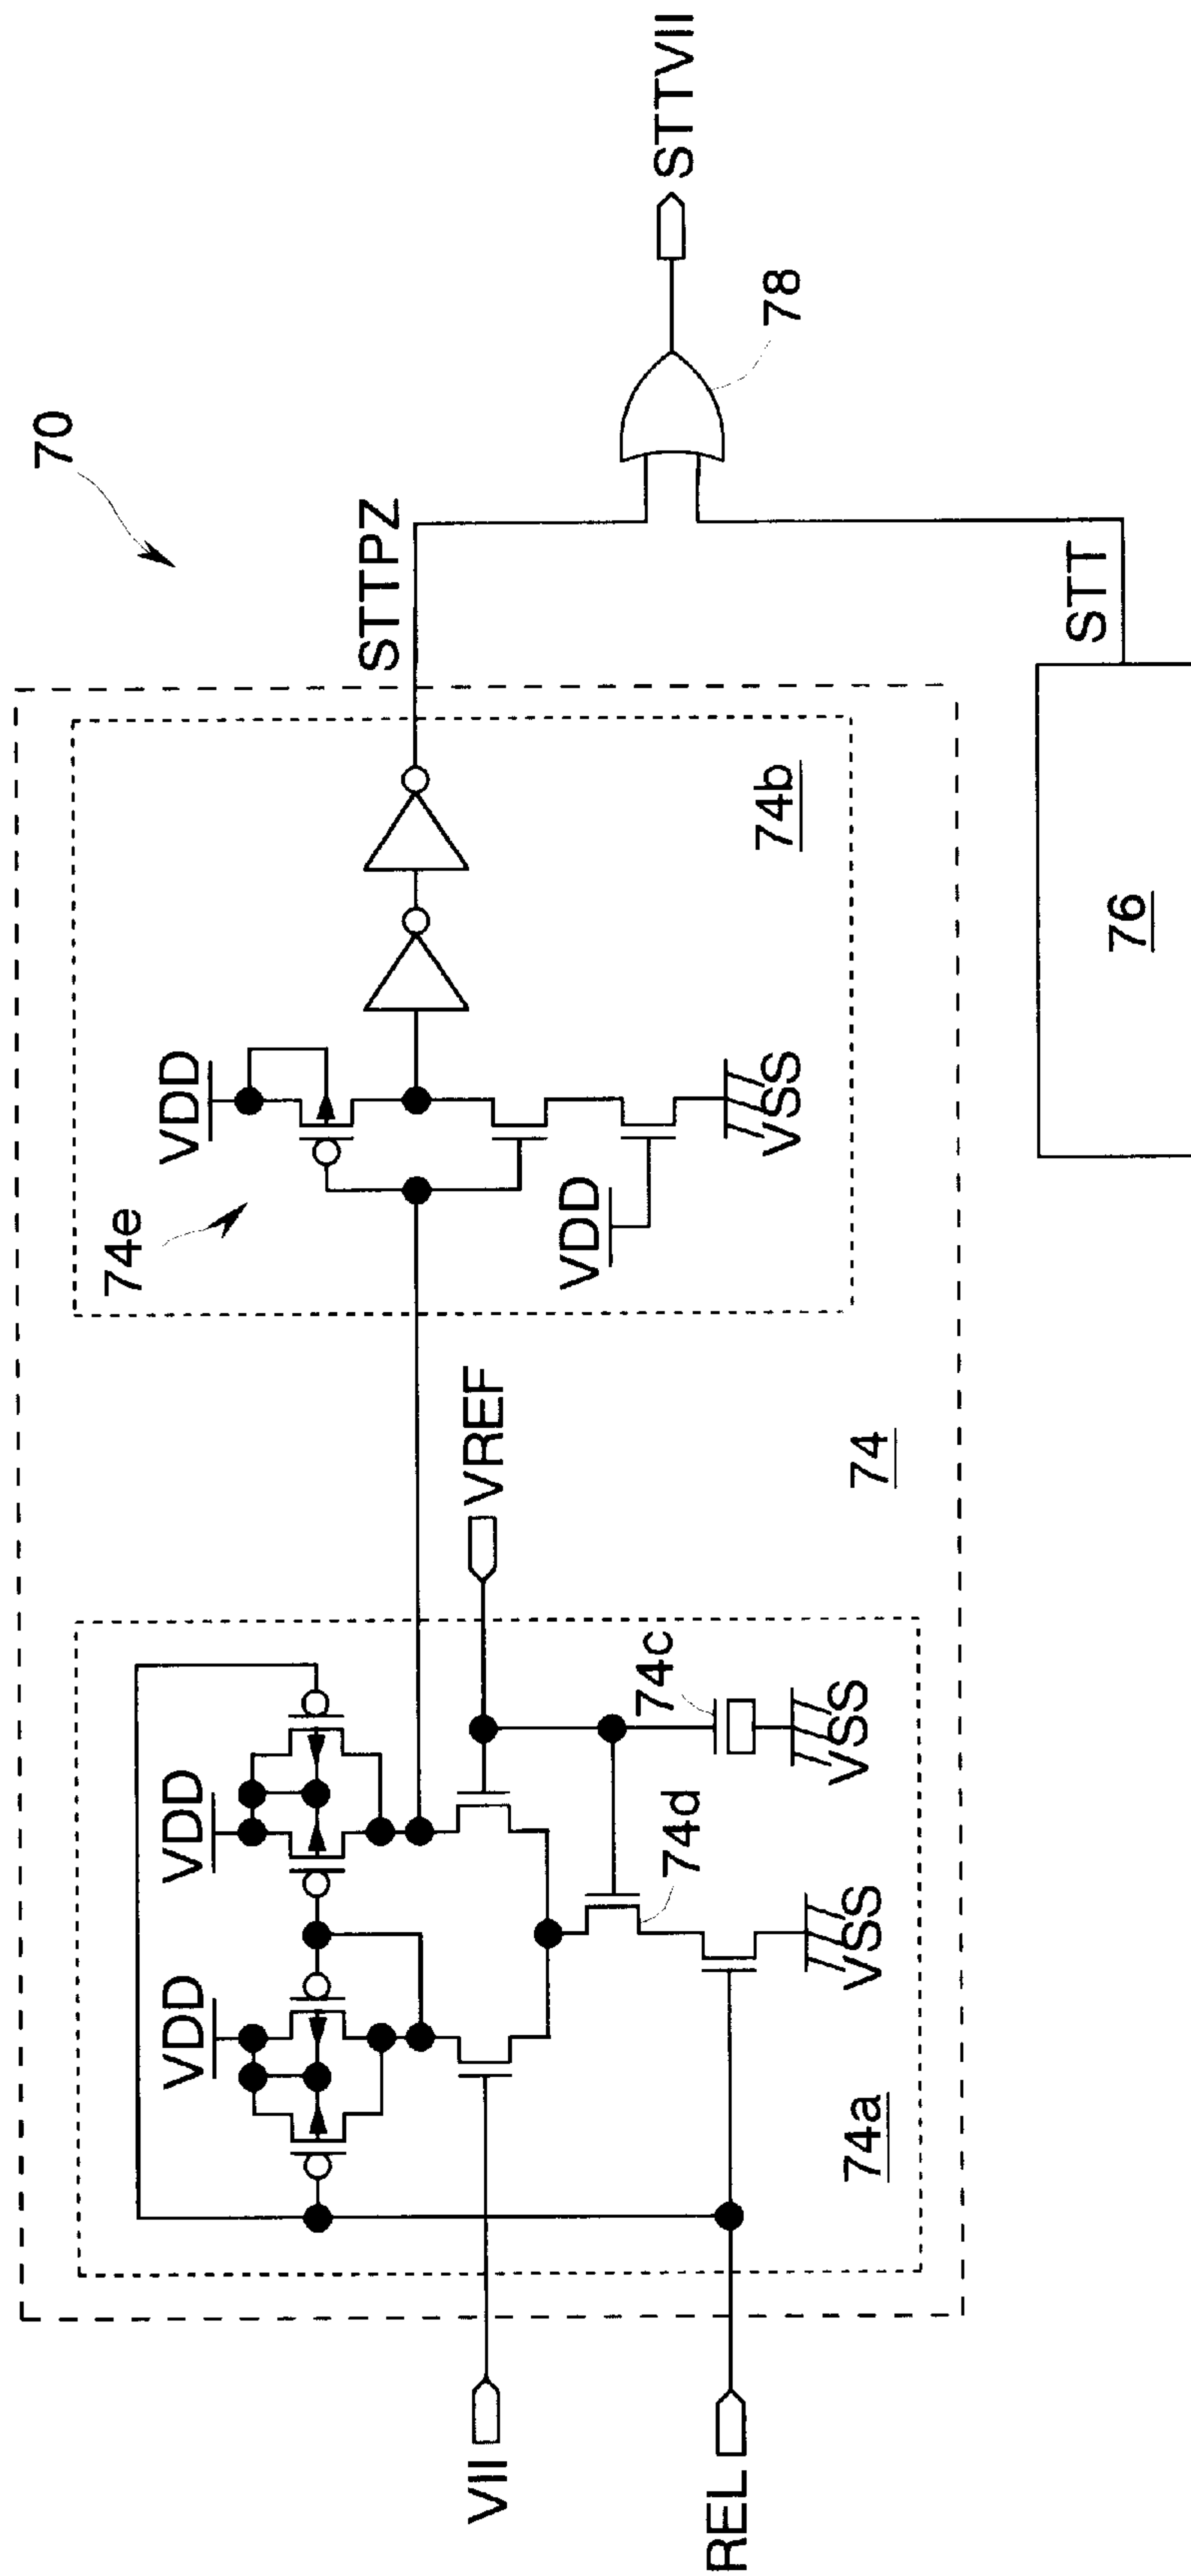 70
VDD
VDD
VDD
74e
STTPZ
VII
VREF
VDD
VSS
74b
STTVII
78
74c
74d
REL
VSS
VSS
74a
74
STT
76